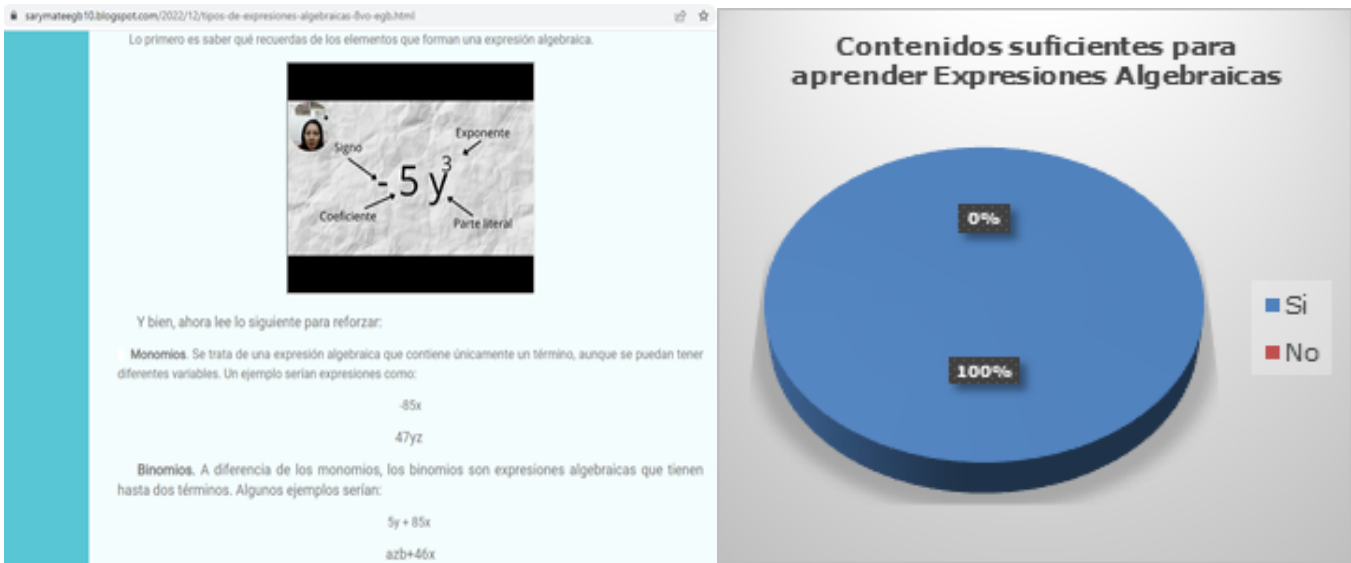 sarymateegb10.blogspot.com/2022/12/tipos-de-expresiones-algebraicas-8vo-egb.html
Lo primero es saber qué recuerdas de los elementos que forman una expresión algebraica.
Signo
Exponente
- 5 y³
Coeficiente
Parte literal
Y bien, ahora lee lo siguiente para reforzar:
Monomios. Se trata de una expresión algebraica que contiene únicamente un término, aunque se puedan tener
diferentes variables. Un ejemplo serían expresiones como:
-85x
47yz
Binomios. A diferencia de los monomios, los binomios son expresiones algebraicas que tienen
hasta dos términos. Algunos ejemplos serían:
5y + 85x
azb+46x
Contenidos suficientes para
aprender Expresiones Algebraicas
0%
100%
Si
No